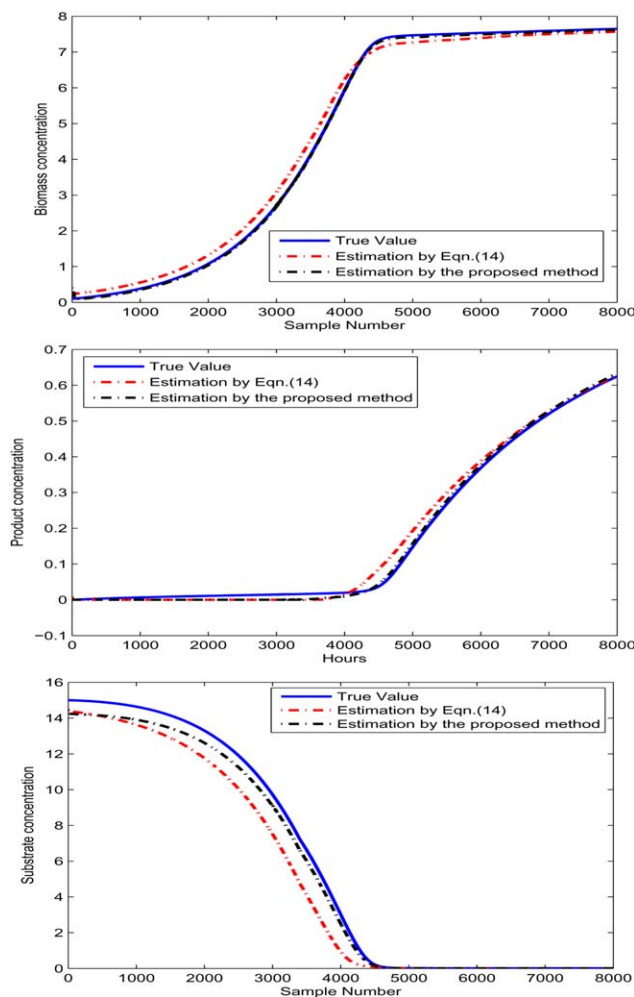 8
7
6
5
4
3
2
1
0
Biomass concentration
True Value
Estimation by Eqn.(14)
Estimation by the proposed method
0 1000 2000 3000 4000 5000 6000 7000 8000
Sample Number
0.7
0.6
0.5
0.4
0.3
0.2
0.1
0
−0.1
Product concentration
True Value
Estimation by Eqn.(14)
Estimation by the proposed method
0 1000 2000 3000 4000 5000 6000 7000 8000
Hours
16
14
12
10
8
6
4
2
0
Substrate concentration
True Value
Estimation by Eqn.(14)
Estimation by the proposed method
0 1000 2000 3000 4000 5000 6000 7000 8000
Sample Number